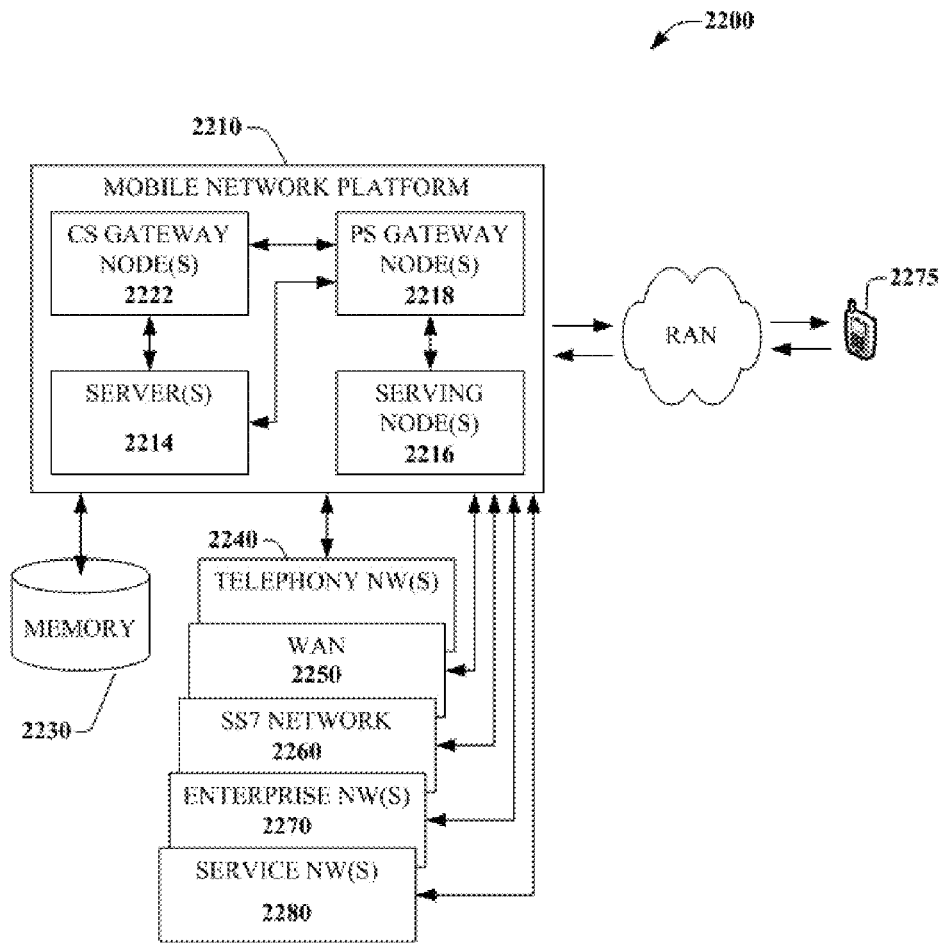 2200
2210
MOBILE NETWORK PLATFORM
CS GATEWAY
NODE(S)
2222
PS GATEWAY
NODE(S)
2218
SERVER(S)
2214
SERVING
NODE(S)
2216
RAN
2275
2240
TELEPHONY NW(S)
MEMORY
2230
WAN
2250
SS7 NETWORK
2260
ENTERPRISE NW(S)
2270
SERVICE NW(S)
2280